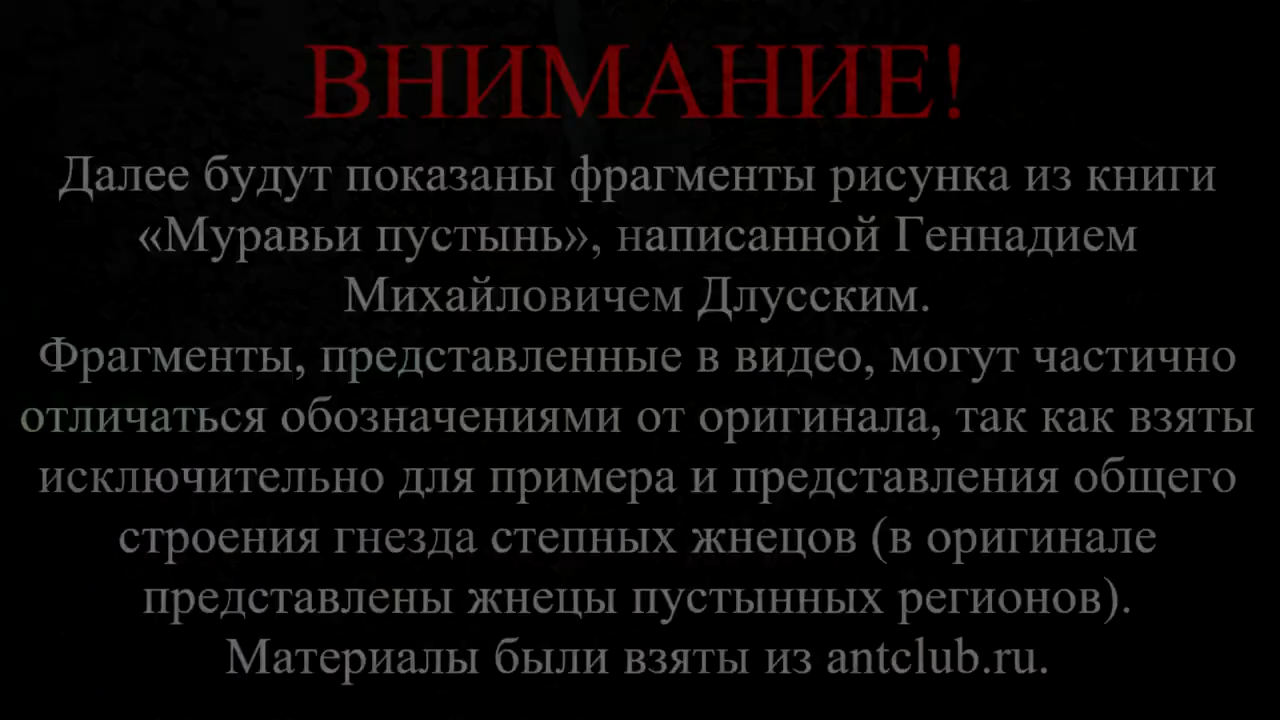 ВНИМАНИЕ!
Далее будут показаны фрагменты рисунка из книги
«Муравьи пустынь», написанной Геннадием
Михайловичем Длусским.
Фрагменты, представленные в видео, могут частично
отличаться обозначениями от оригинала, так как взяты
исключительно для примера и представления общего
строения гнезда степных жнецов (в оригинале
представлены жнецы пустынных регионов).
Материалы были взяты из antclub.ru.